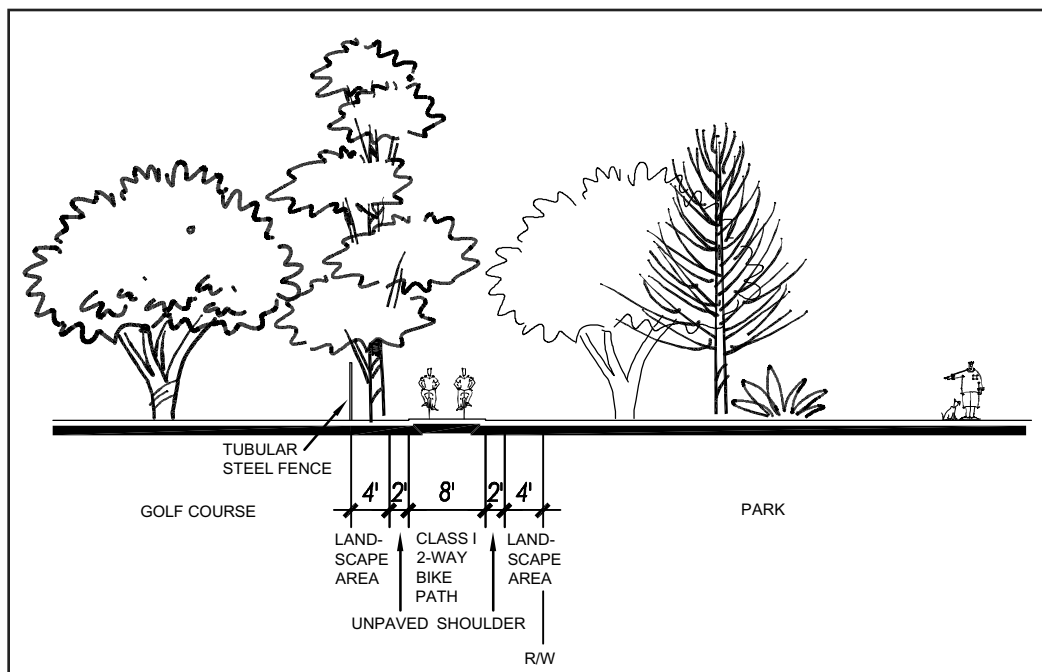 TUBULAR
STEEL FENCE
4' 2' 8' 2' 4'
GOLF COURSE
PARK
LAND-
SCAPE
AREA
CLASS I
2-WAY
BIKE
PATH
LAND-
SCAPE
AREA
UNPAVED SHOULDER
R/W